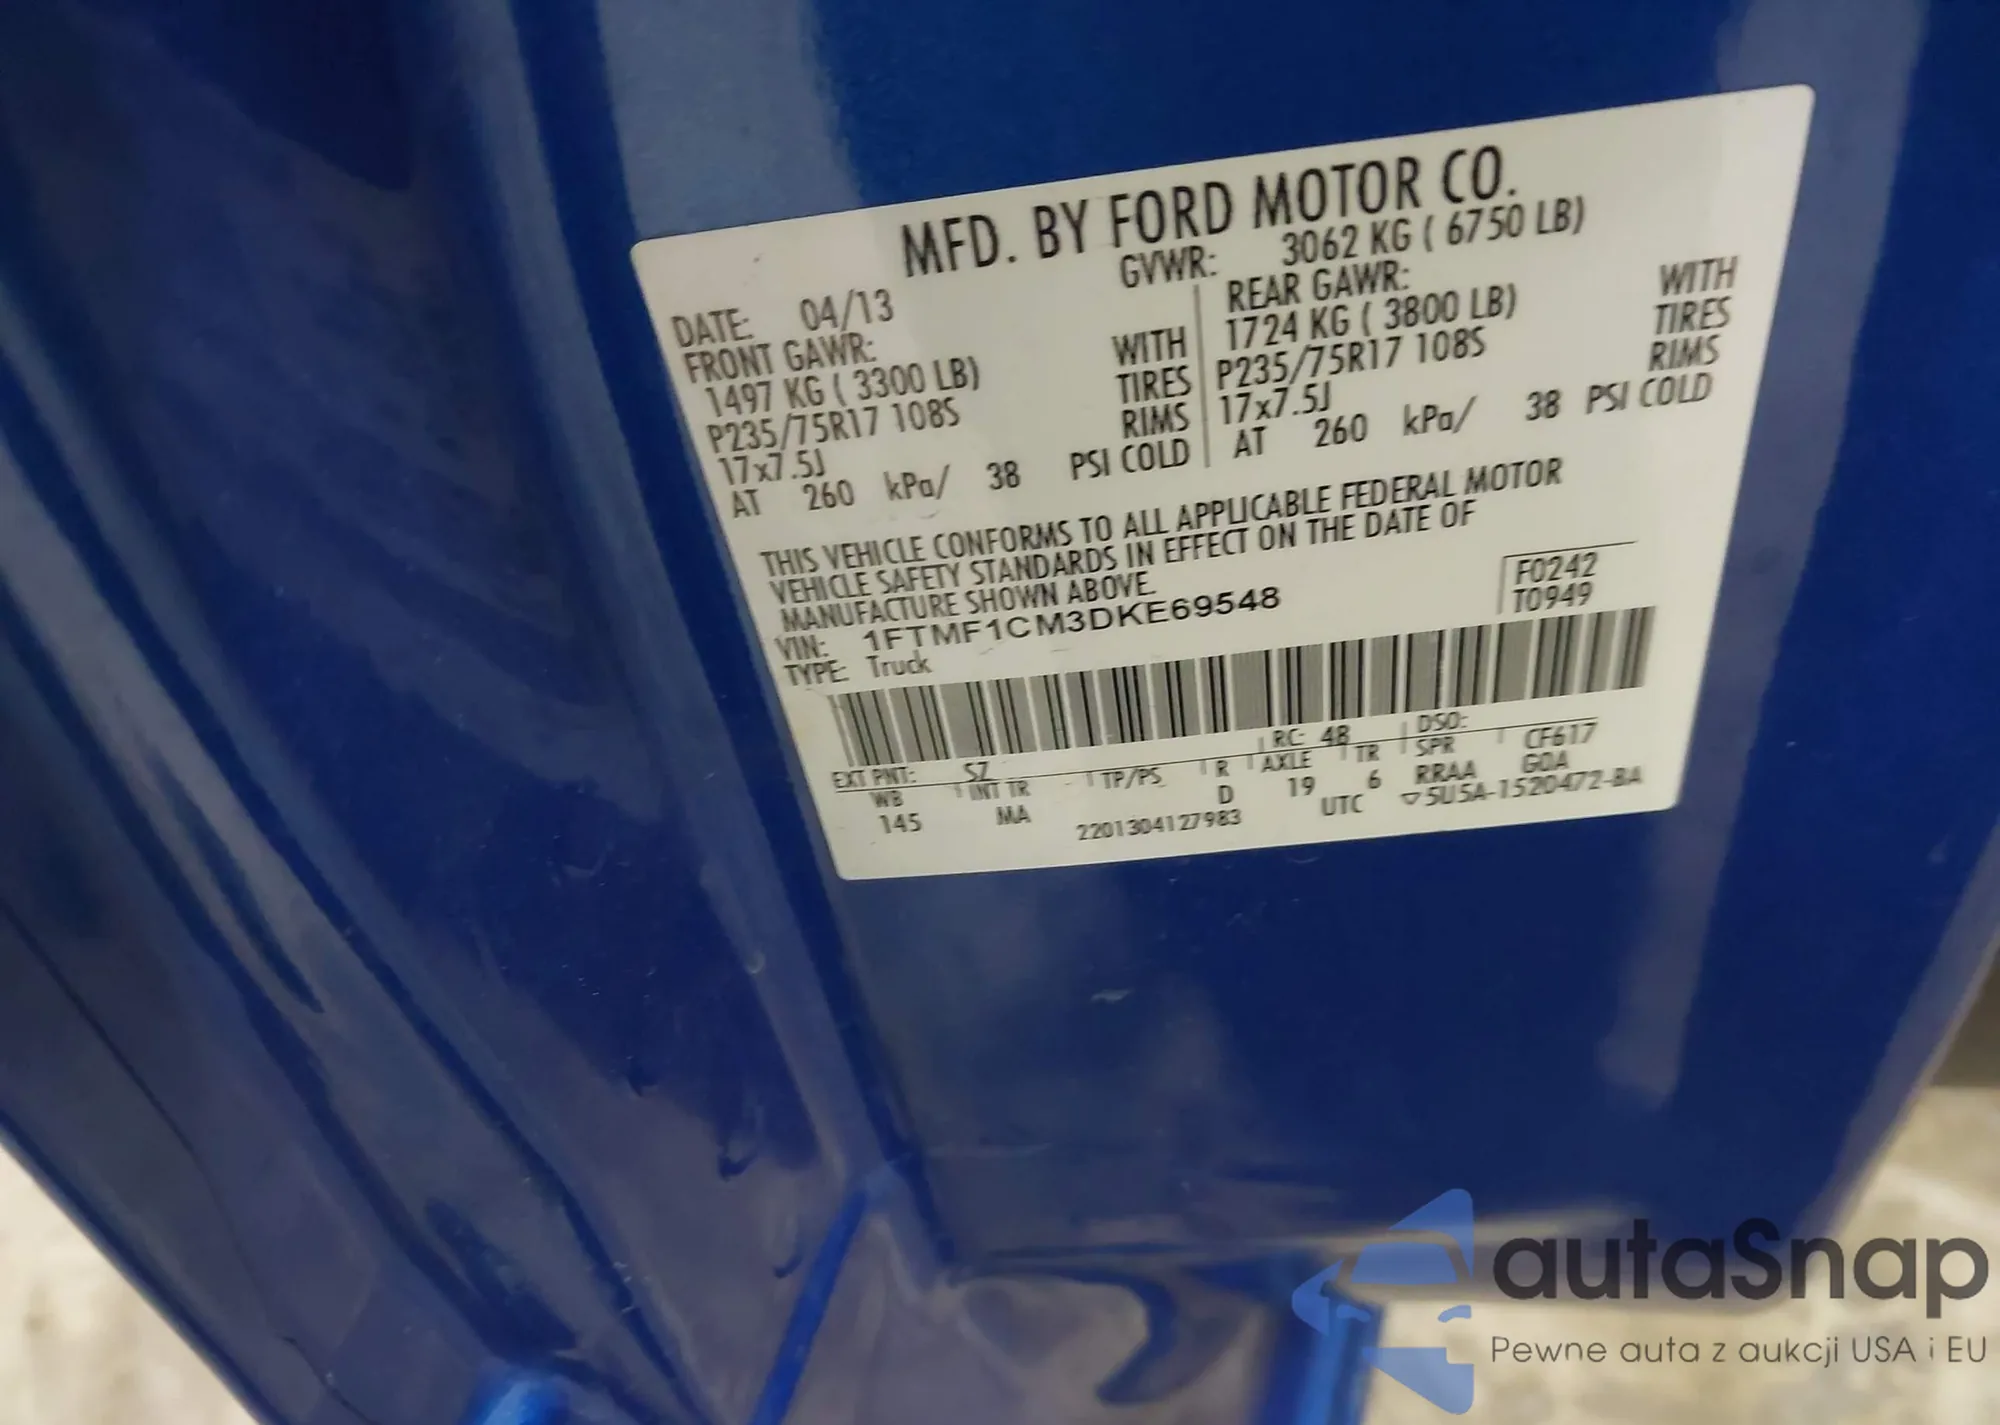 MFD. BY FORD MOTOR CO.
DATE: 04/13 GVWR: 3062 KG ( 6750 LB)
FRONT GAWR: REAR GAWR:
1497 KG ( 3300 LB) WITH 1724 KG ( 3800 LB) WITH
P235/75R17 108S TIRES P235/75R17 108S TIRES
17x7.5J RIMS 17x7.5J RIMS
AT 260 kPa/ 38 PSI COLD AT 260 kPa/ 38 PSI COLD
THIS VEHICLE CONFORMS TO ALL APPLICABLE FEDERAL MOTOR
VEHICLE SAFETY STANDARDS IN EFFECT ON THE DATE OF
MANUFACTURE SHOWN ABOVE.
VIN: 1FTMF1CM3DKE69548 F0242
TYPE: Truck T0949
EXT PNT: SZ RC: 48 DSO:
WB INT TR TP/PS R AXLE TR SPR CF617
145 MA D 19 6 RRAA G0A
2201304127983 UTC ▽5U5A-1520472-BA
autaSnap
Pewne auta z aukcji USA i EU